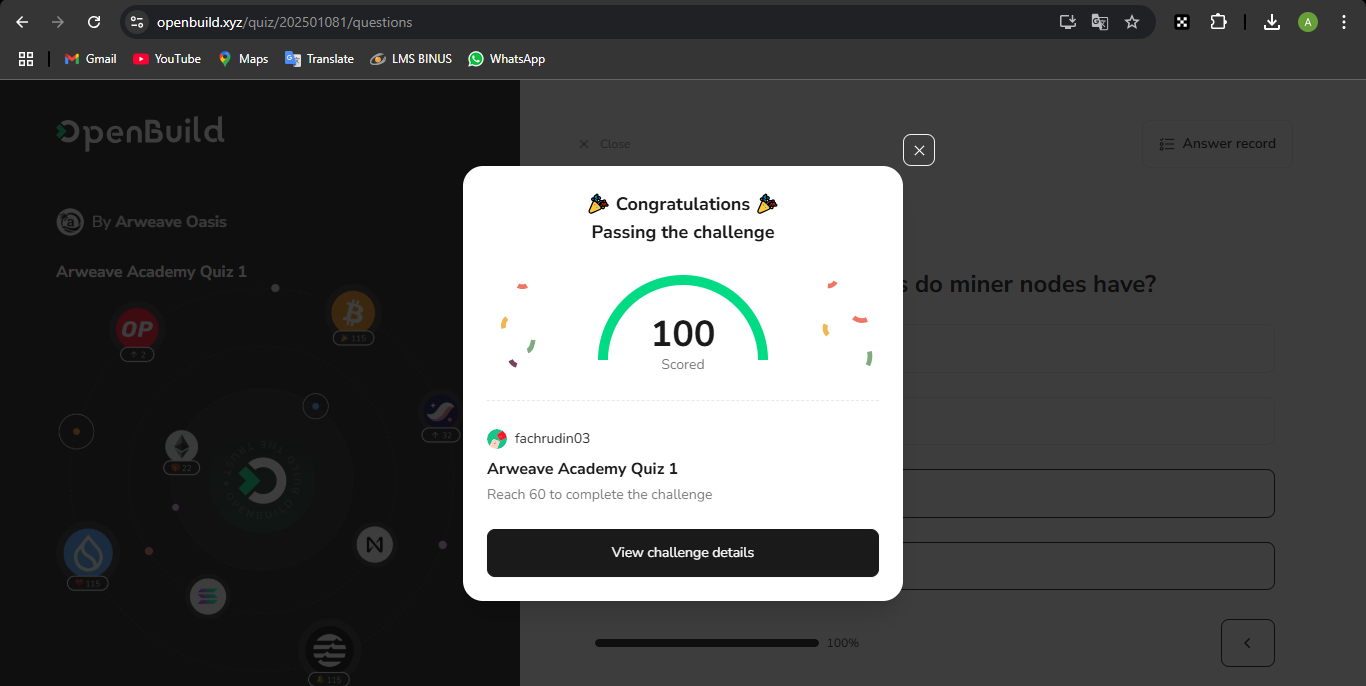 openbuild.xyz/quiz/202501081/questions
A
Gmail
YouTube
Maps
Translate
LMS BINUS
WhatsApp
OpenBuild
Close
Answer record
By Arweave Oasis
Arweave Academy Quiz 1
🎉 Congratulations 🎉
Passing the challenge
s do miner nodes have?
OP
2
115
100
Scored
32
22
fachrudin03
Arweave Academy Quiz 1
Reach 60 to complete the challenge
View challenge details
115
100%
115